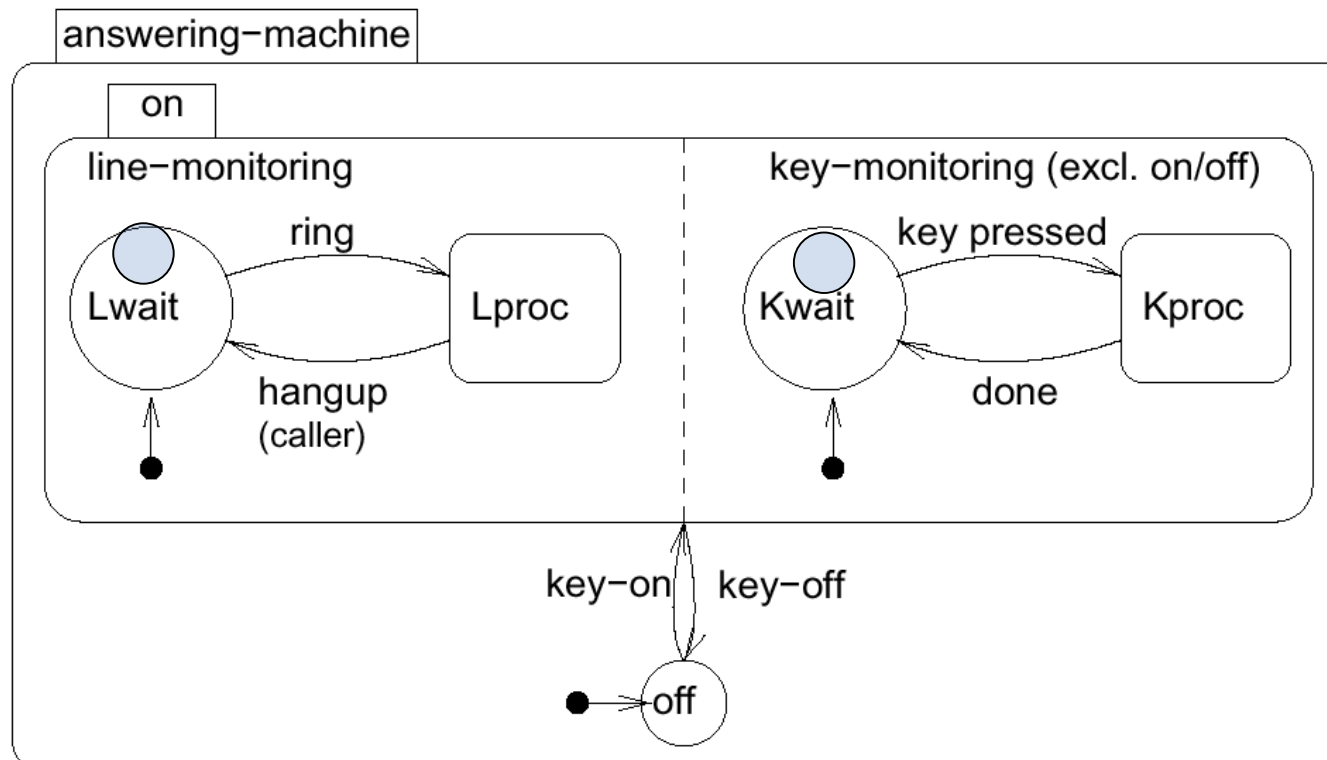 answering−machine
on
line−monitoring
key−monitoring (excl. on/off)
ring
key pressed
Lwait
Lproc
Kwait
Kproc
hangup
(caller)
done
key−on
key−off
off